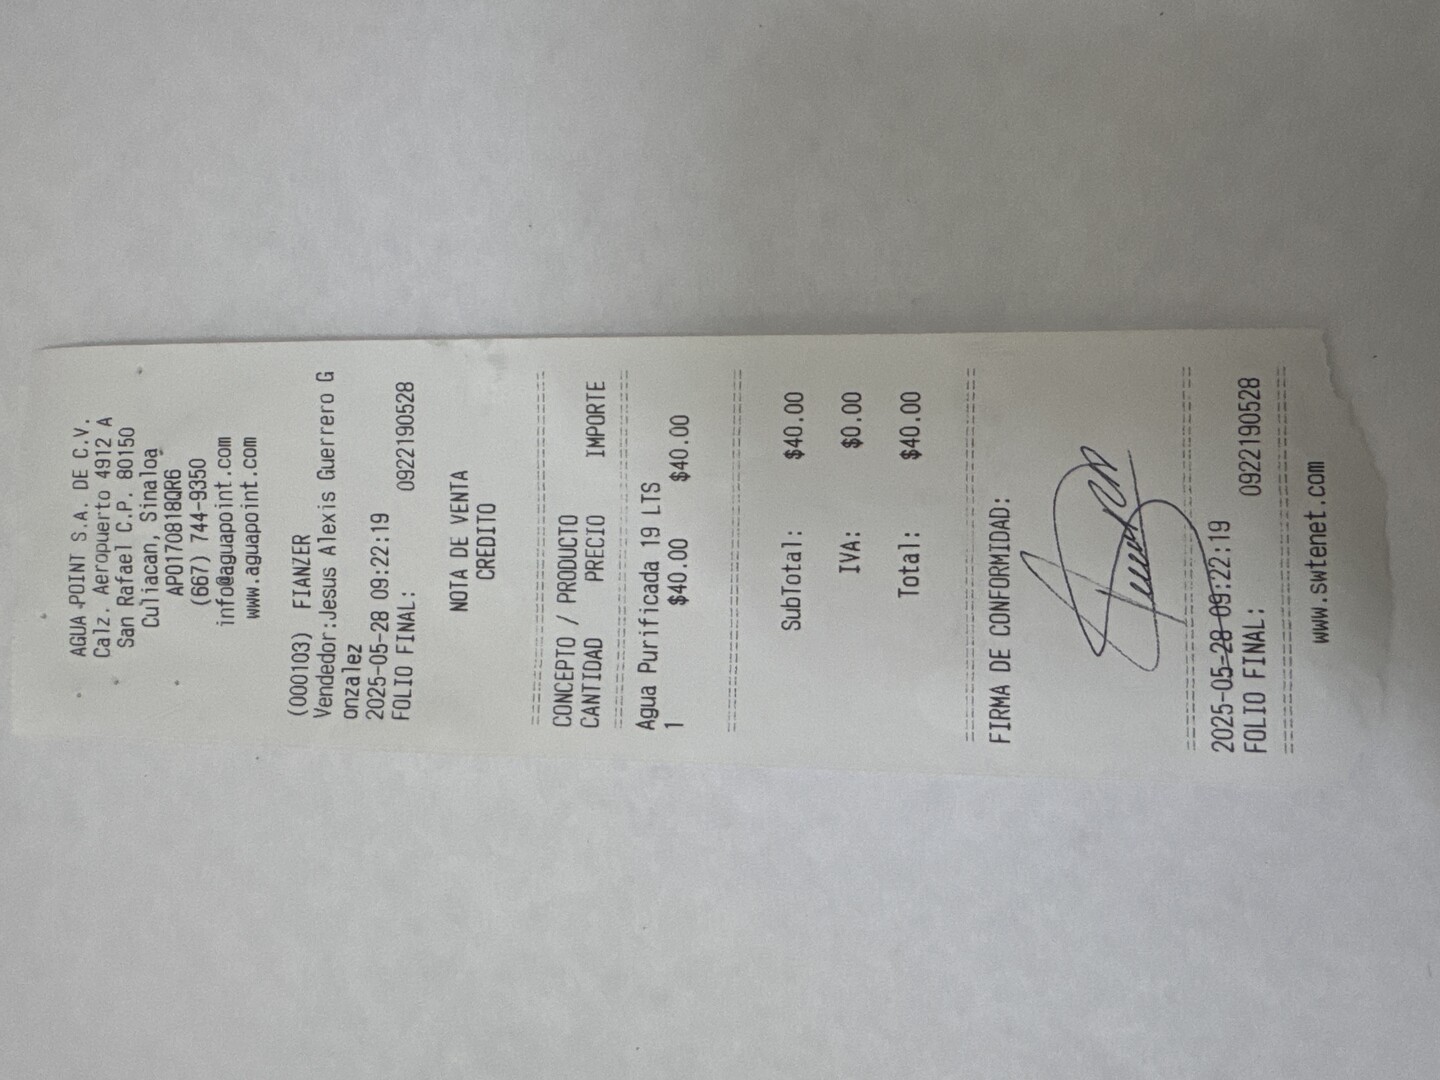 AGUA POINT S.A. DE C.V.
Calz. Aeropuerto 4912 A
San Rafael C.P. 80150
Culiacan, Sinaloa
APO170818QR6
(667) 744-9350
info@aguapoint.com
www.aguapoint.com
(000103) FIANZER
Vendedor:Jesus Alexis Guerrero G
onzalez
2025-05-28 09:22:19
FOLIO FINAL: 0922190528
NOTA DE VENTA
CREDITO
================================
CONCEPTO / PRODUCTO
CANTIDAD PRECIO IMPORTE
================================
Agua Purificada 19 LTS
1 $40.00 $40.00
================================
SubTotal: $40.00
IVA: $0.00
Total: $40.00
================================
FIRMA DE CONFORMIDAD:
================================
2025-05-28 09:22:19
FOLIO FINAL: 0922190528
================================
www.swtenet.com